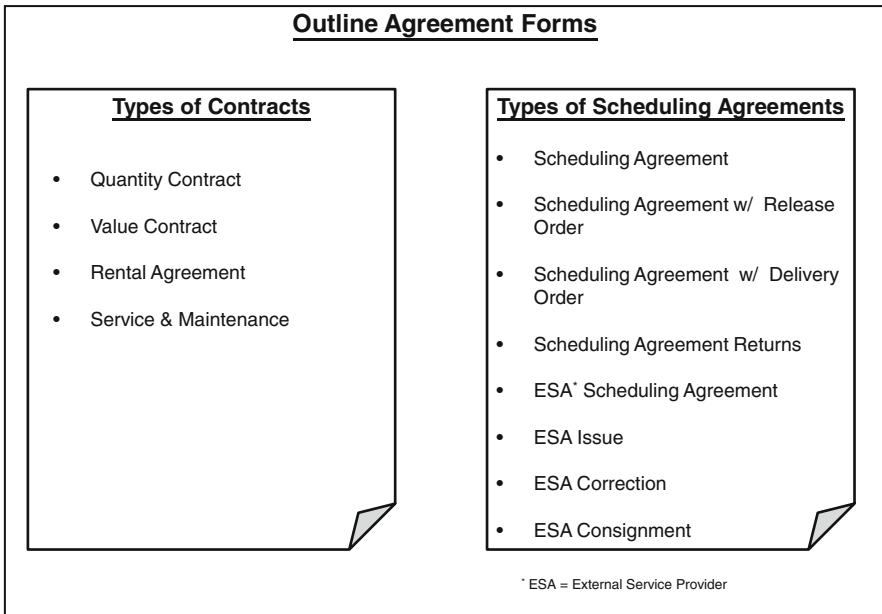 Outline Agreement Forms
Types of Contracts
• Quantity Contract
• Value Contract
• Rental Agreement
• Service & Maintenance
Types of Scheduling Agreements
• Scheduling Agreement
• Scheduling Agreement w/ Release
Order
• Scheduling Agreement w/ Delivery
Order
• Scheduling Agreement Returns
• ESA* Scheduling Agreement
• ESA Issue
• ESA Correction
• ESA Consignment
* ESA = External Service Provider